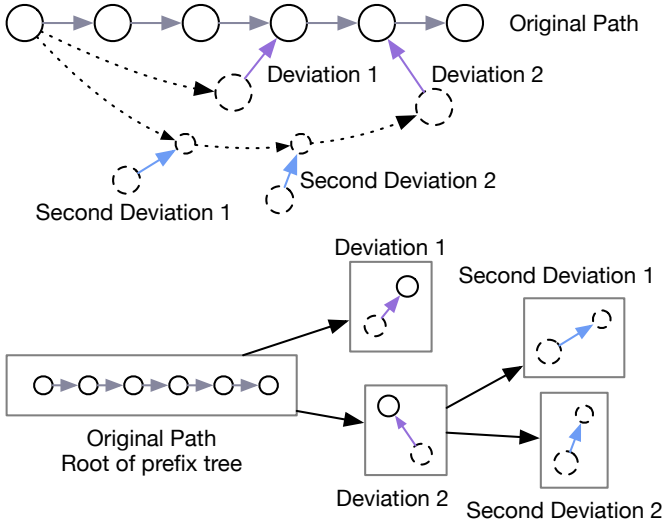 Original Path
Deviation 1
Deviation 2
Second Deviation 2
Second Deviation 1
Deviation 1
Second Deviation 1
Original Path
Root of prefix tree
Deviation 2
Second Deviation 2